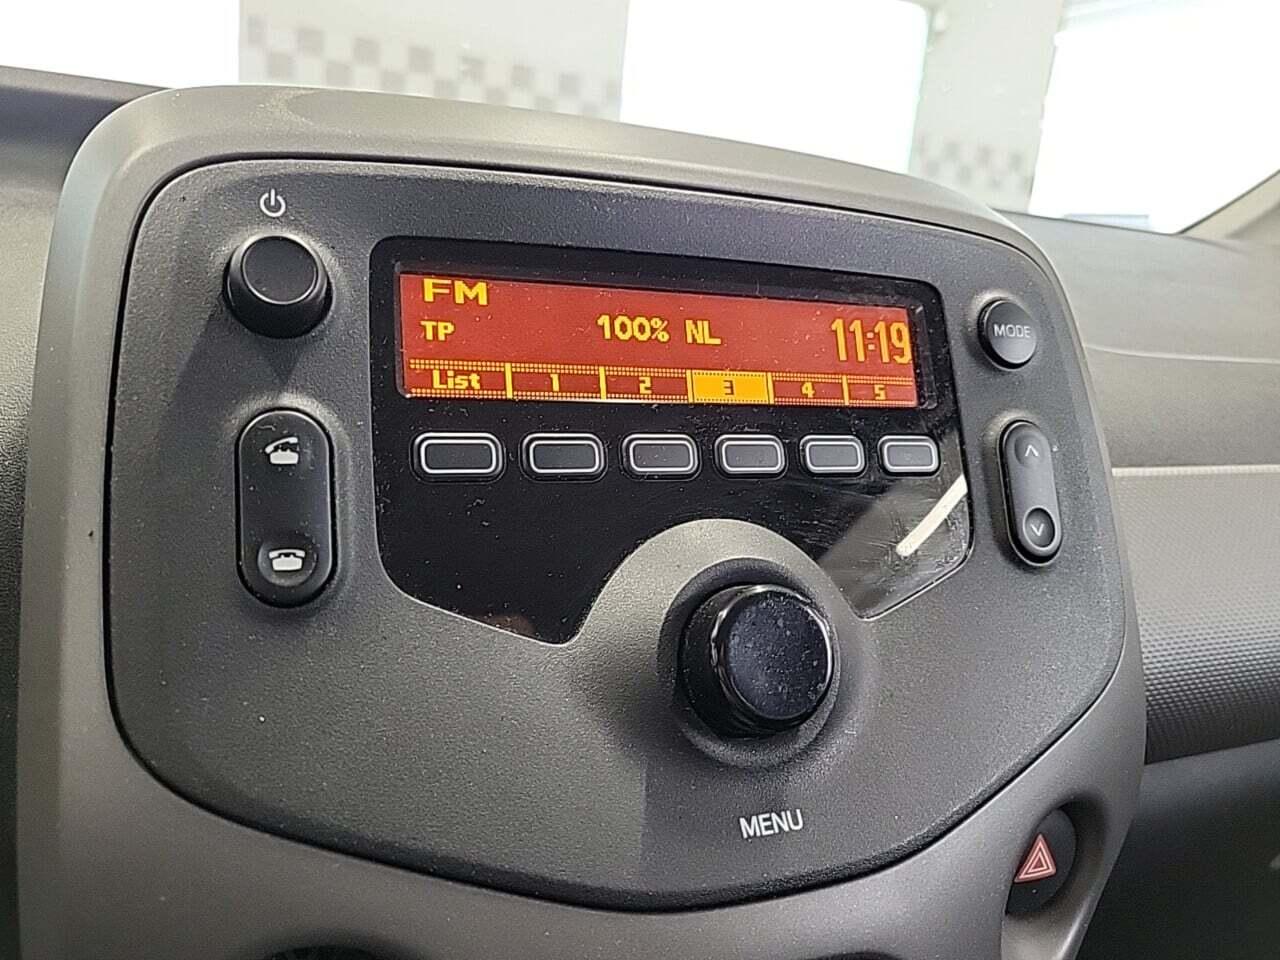 FM
TP 100% NL 11:19
List 1 2 3 4 5
MODE
MENU